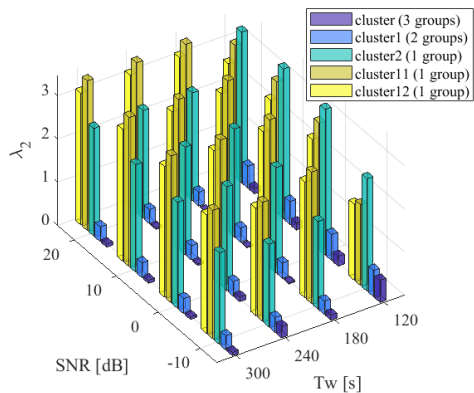 cluster (3 groups)
cluster1 (2 groups)
cluster2 (1 group)
cluster11 (1 group)
cluster12 (1 group)
3
2
1
0
λ2
20
10
0
-10
SNR [dB]
300
240
180
120
Tw [s]